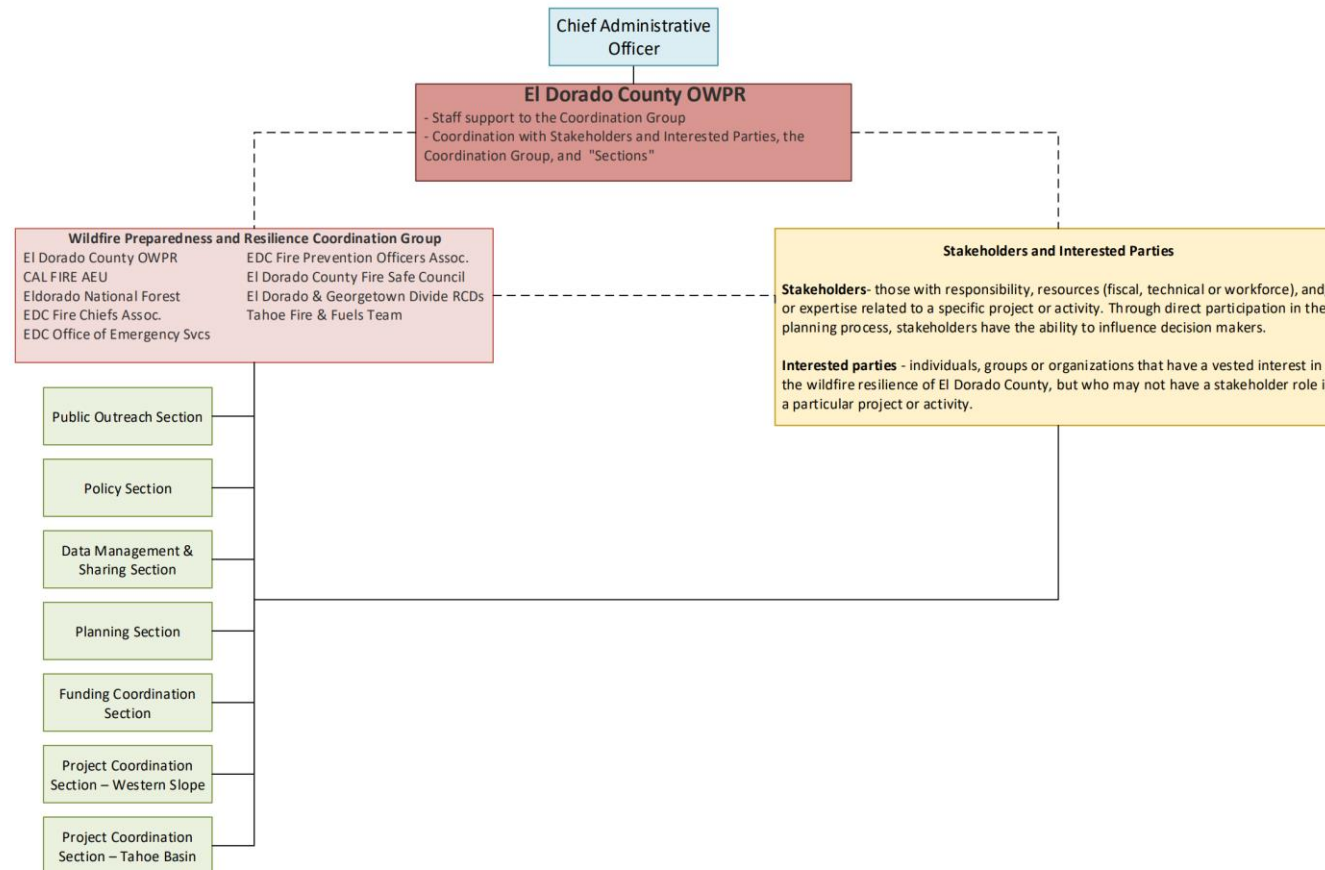 Chief Administrative
Officer
El Dorado County OWPR
- Staff support to the Coordination Group
- Coordination with Stakeholders and Interested Parties, the
Coordination Group, and "Sections"
Wildfire Preparedness and Resilience Coordination Group
El Dorado County OWPR
CAL FIRE AEU
Eldorado National Forest
EDC Fire Chiefs Assoc.
EDC Office of Emergency Svcs
EDC Fire Prevention Officers Assoc.
El Dorado County Fire Safe Council
El Dorado & Georgetown Divide RCDs
Tahoe Fire & Fuels Team
Stakeholders and Interested Parties
Stakeholders- those with responsibility, resources (fiscal, technical or workforce), and
or expertise related to a specific project or activity. Through direct participation in the
planning process, stakeholders have the ability to influence decision makers.
Interested parties - individuals, groups or organizations that have a vested interest in
the wildfire resilience of El Dorado County, but who may not have a stakeholder role
a particular project or activity.
Public Outreach Section
Policy Section
Data Management &
Sharing Section
Planning Section
Funding Coordination
Section
Project Coordination
Section – Western Slope
Project Coordination
Section – Tahoe Basin